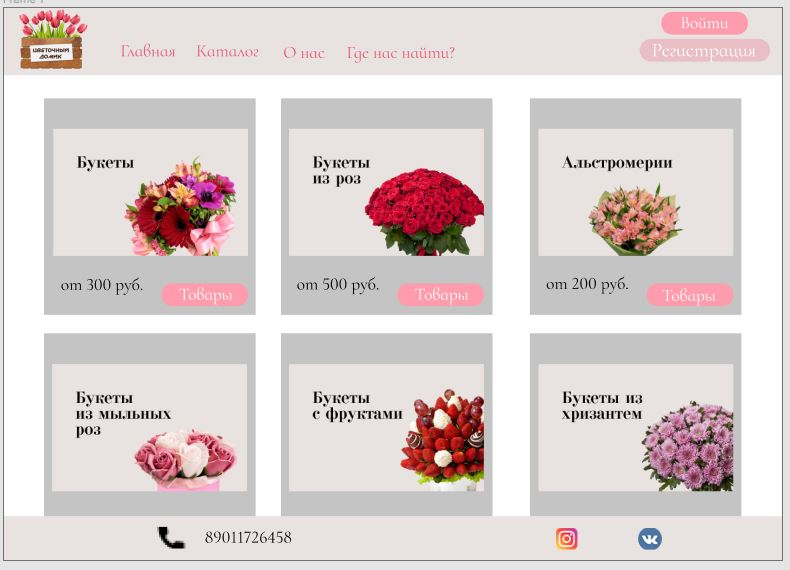 Frame 1
ЦВЕТОЧНЫЙ
ДОМИК
Главная
Каталог
О нас
Где нас найти?
Войти
Регистрация
Букеты
от 300 руб.
Товары
Букеты
из роз
от 500 руб.
Товары
Альстромерии
от 200 руб.
Товары
Букеты
из мыльных
роз
Букеты
с фруктами
Букеты из
хризантем
89011726458